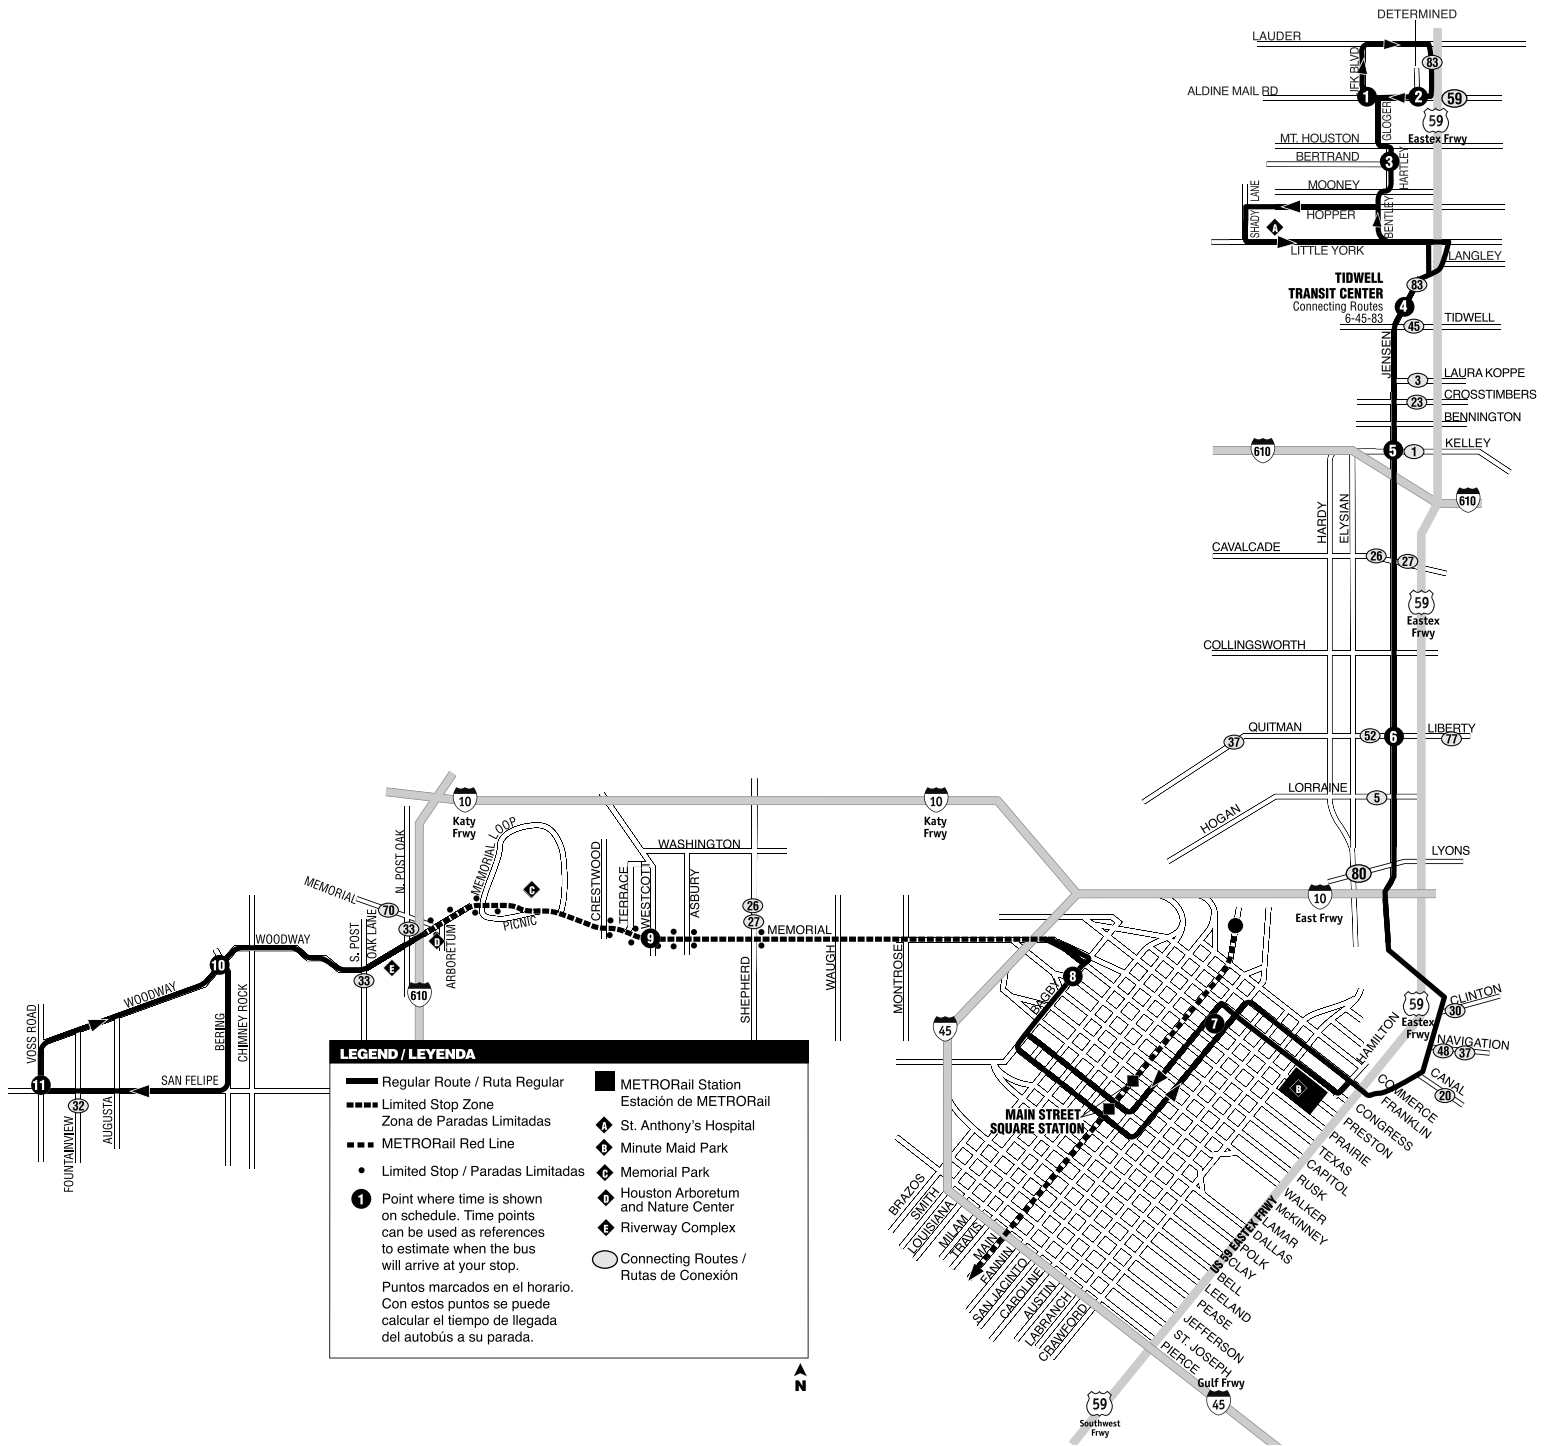 DETERMINED
LAUDER
JFK BLVD
83
ALDINE MAIL RD
1
2
59
GLOGER
59
Eastex Frwy
MT. HOUSTON
BERTRAND
3
HARTLEY
MOONEY
SHADY LANE
HOPPER
BENTLEY
A
LITTLE YORK
LANGLEY
TIDWELL
TRANSIT CENTER
Connecting Routes
6-45-83
83
4
45
TIDWELL
JENSEN
3
LAURA KOPPE
23
CROSSTIMBERS
BENNINGTON
610
5
1
KELLEY
610
HARDY
ELYSIAN
CAVALCADE
26
27
59
Eastex
Frwy
COLLINGSWORTH
QUITMAN
37
52
6
LIBERTY
77
LORRAINE
5
HOGAN
LYONS
80
10
East Frwy
10
Katy
Frwy
10
Katy
Frwy
N. POST OAK
MEMORIAL LOOP
C
PICNIC
CRESTWOOD
TERRACE
WESTCOTT
WASHINGTON
ASBURY
26
27
MEMORIAL
70
33
D
ARBORETUM
S. POST
OAK LANE
E
33
610
9
MEMORIAL
SHEPHERD
WAUGH
MONTROSE
WOODWAY
10
WOODWAY
VOSS ROAD
BERING
CHIMNEY ROCK
SAN FELIPE
11
32
FOUNTAINVIEW
AUGUSTA
8
BAGBY
45
7
MAIN STREET
SQUARE STATION
B
HAMILTON
59
Eastex
Frwy
CLINTON
30
NAVIGATION
48
37
CANAL
20
COMMERCE
FRANKLIN
CONGRESS
PRESTON
PRAIRIE
TEXAS
CAPITOL
RUSK
WALKER
McKINNEY
LAMAR
DALLAS
POLK
CLAY
BELL
LEELAND
PEASE
JEFFERSON
ST. JOSEPH
PIERCE
US 59 EASTEX FRWY
BRAZOS
SMITH
LOUISIANA
MILAM
TRAVIS
MAIN
FANNIN
SAN JACINTO
CAROLINE
AUSTIN
LABRANCH
CRAWFORD
Gulf Frwy
45
59
Southwest
Frwy
LEGEND / LEYENDA
Regular Route / Ruta Regular
Limited Stop Zone
Zona de Paradas Limitadas
METRORail Red Line
Limited Stop / Paradas Limitadas
1
Point where time is shown
on schedule. Time points
can be used as references
to estimate when the bus
will arrive at your stop.
Puntos marcados en el horario.
Con estos puntos se puede
calcular el tiempo de llegada
del autobús a su parada.
METRORail Station
Estación de METRORail
A St. Anthony's Hospital
B Minute Maid Park
C Memorial Park
D Houston Arboretum
and Nature Center
E Riverway Complex
Connecting Routes /
Rutas de Conexión
N